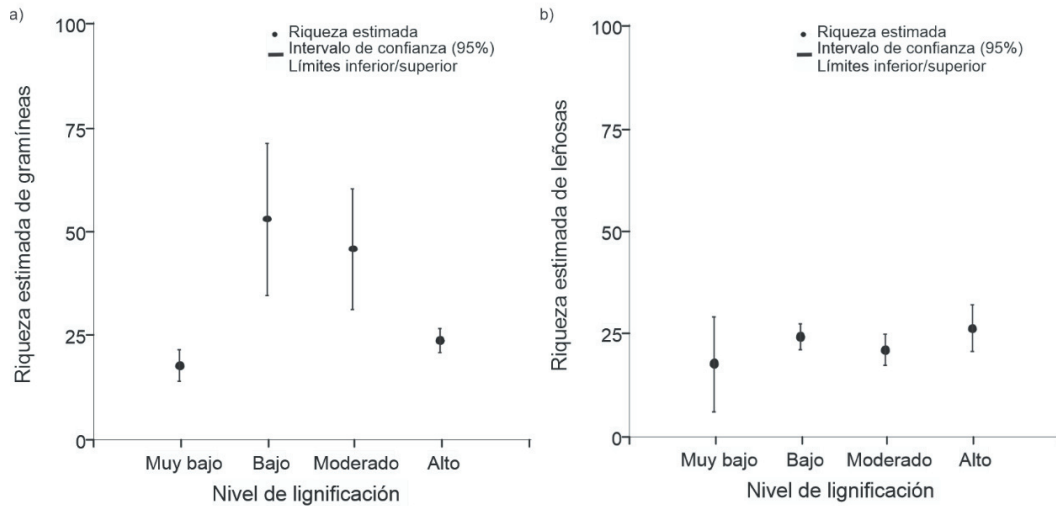 a)
100
75
50
25
0
Riqueza estimada de gramíneas
Riqueza estimada
Intervalo de confianza (95%)
Límites inferior/superior
Muy bajo Bajo Moderado Alto
Nivel de lignificación
b)
100
75
50
25
0
Riqueza estimada de leñosas
Riqueza estimada
Intervalo de confianza (95%)
Límites inferior/superior
Muy bajo Bajo Moderado Alto
Nivel de lignificación